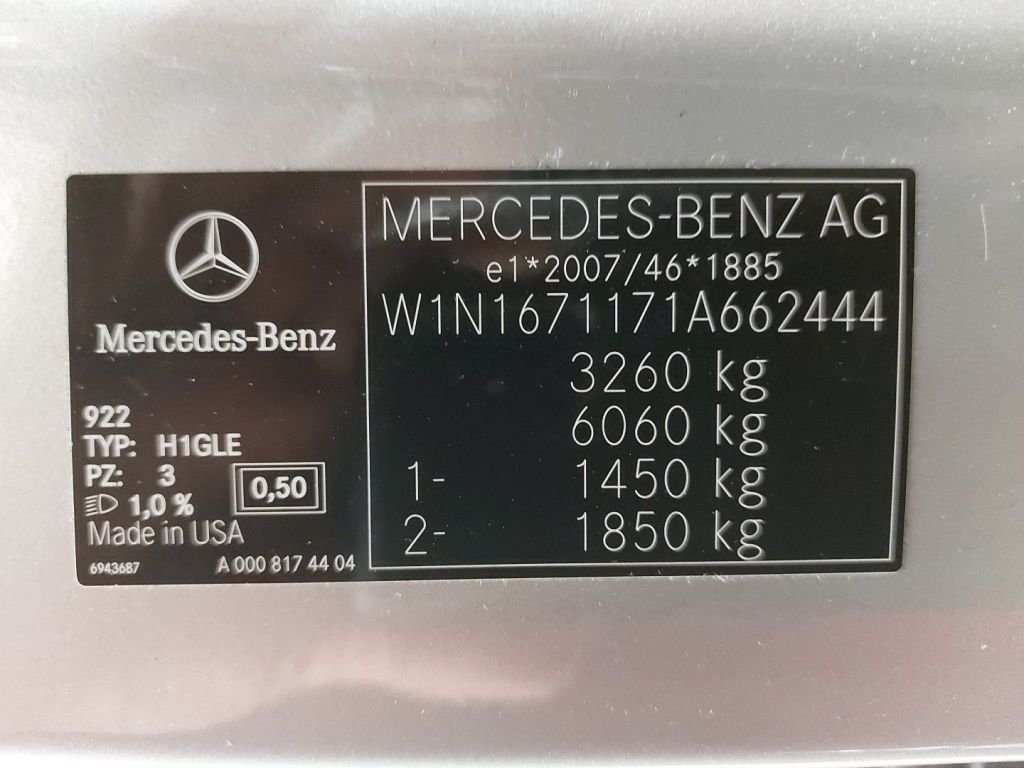 Mercedes-Benz
922
TYP: H1GLE
PZ: 3
1,0 %
0,50
Made in USA
6943687
A 000 817 44 04
MERCEDES-BENZ AG
e1*2007/46*1885
W1N1671171A662444
3260 kg
6060 kg
1- 1450 kg
2- 1850 kg